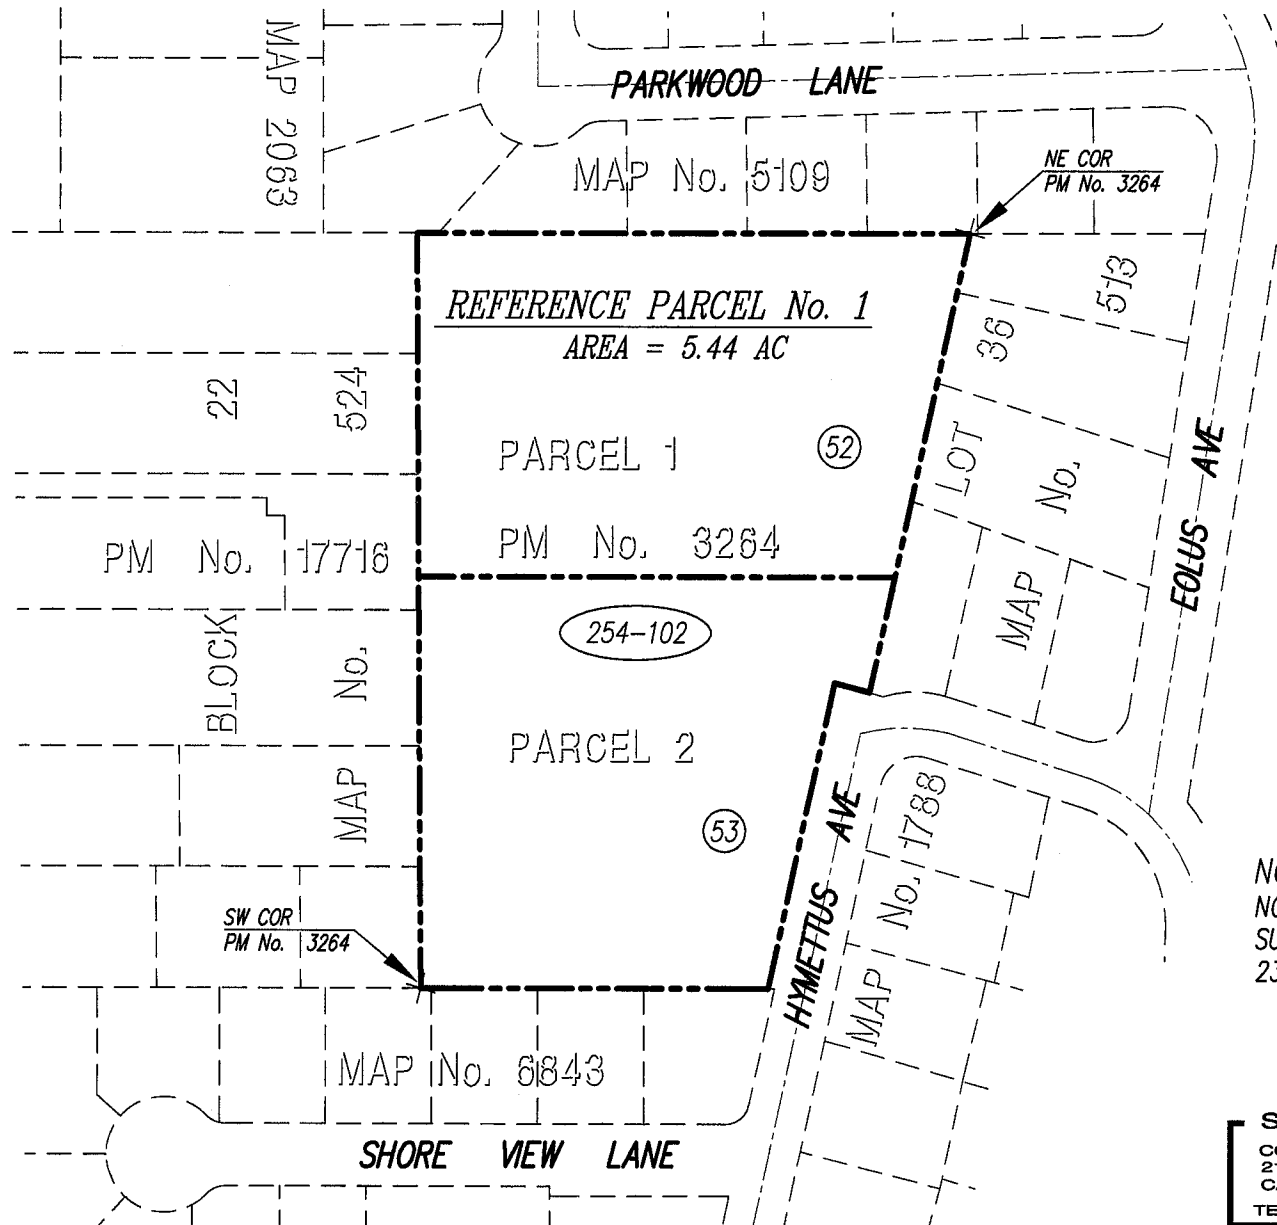 PARKWOOD LANE
MAP 2063
MAP No. 5109
NE COR
PM No. 3264
REFERENCE PARCEL No. 1
AREA = 5.44 AC
513
36
22
524
PARCEL 1
52
LOT
No.
EOLUS AVE
PM No. 17716
PM No. 3264
MAP
254-102
BLOCK
No.
PARCEL 2
MAP
53
HYMETTUS AVE
MAP No. 1788
SW COR
PM No. 3264
MAP No. 6843
SHORE VIEW LANE